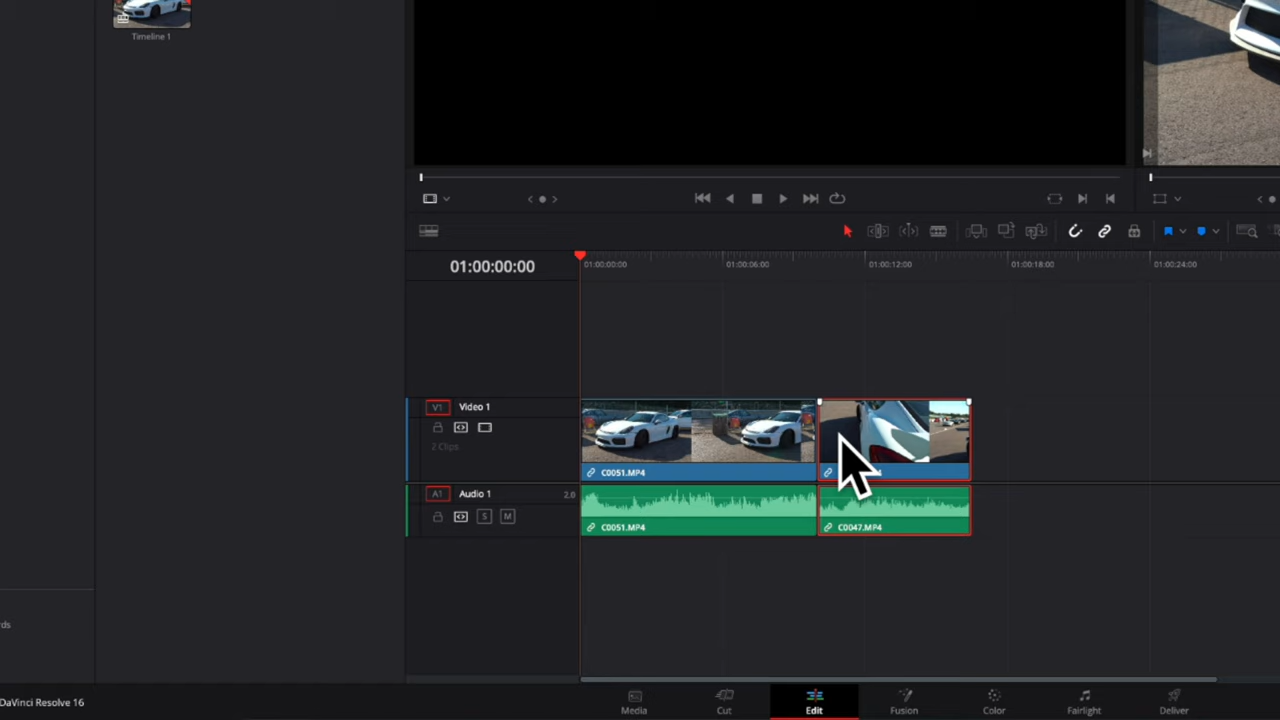 Timeline 1
01:00:00:00
01:00:00:00
01:00:06:00
01:00:12:00
01:00:18:00
01:00:24:00
V1
Video 1
2 Clips
C0051.MP4
A1
Audio 1
2.0
S
M
C0051.MP4
C0047.MP4
DaVinci Resolve 16
Media
Cut
Edit
Fusion
Color
Fairlight
Deliver